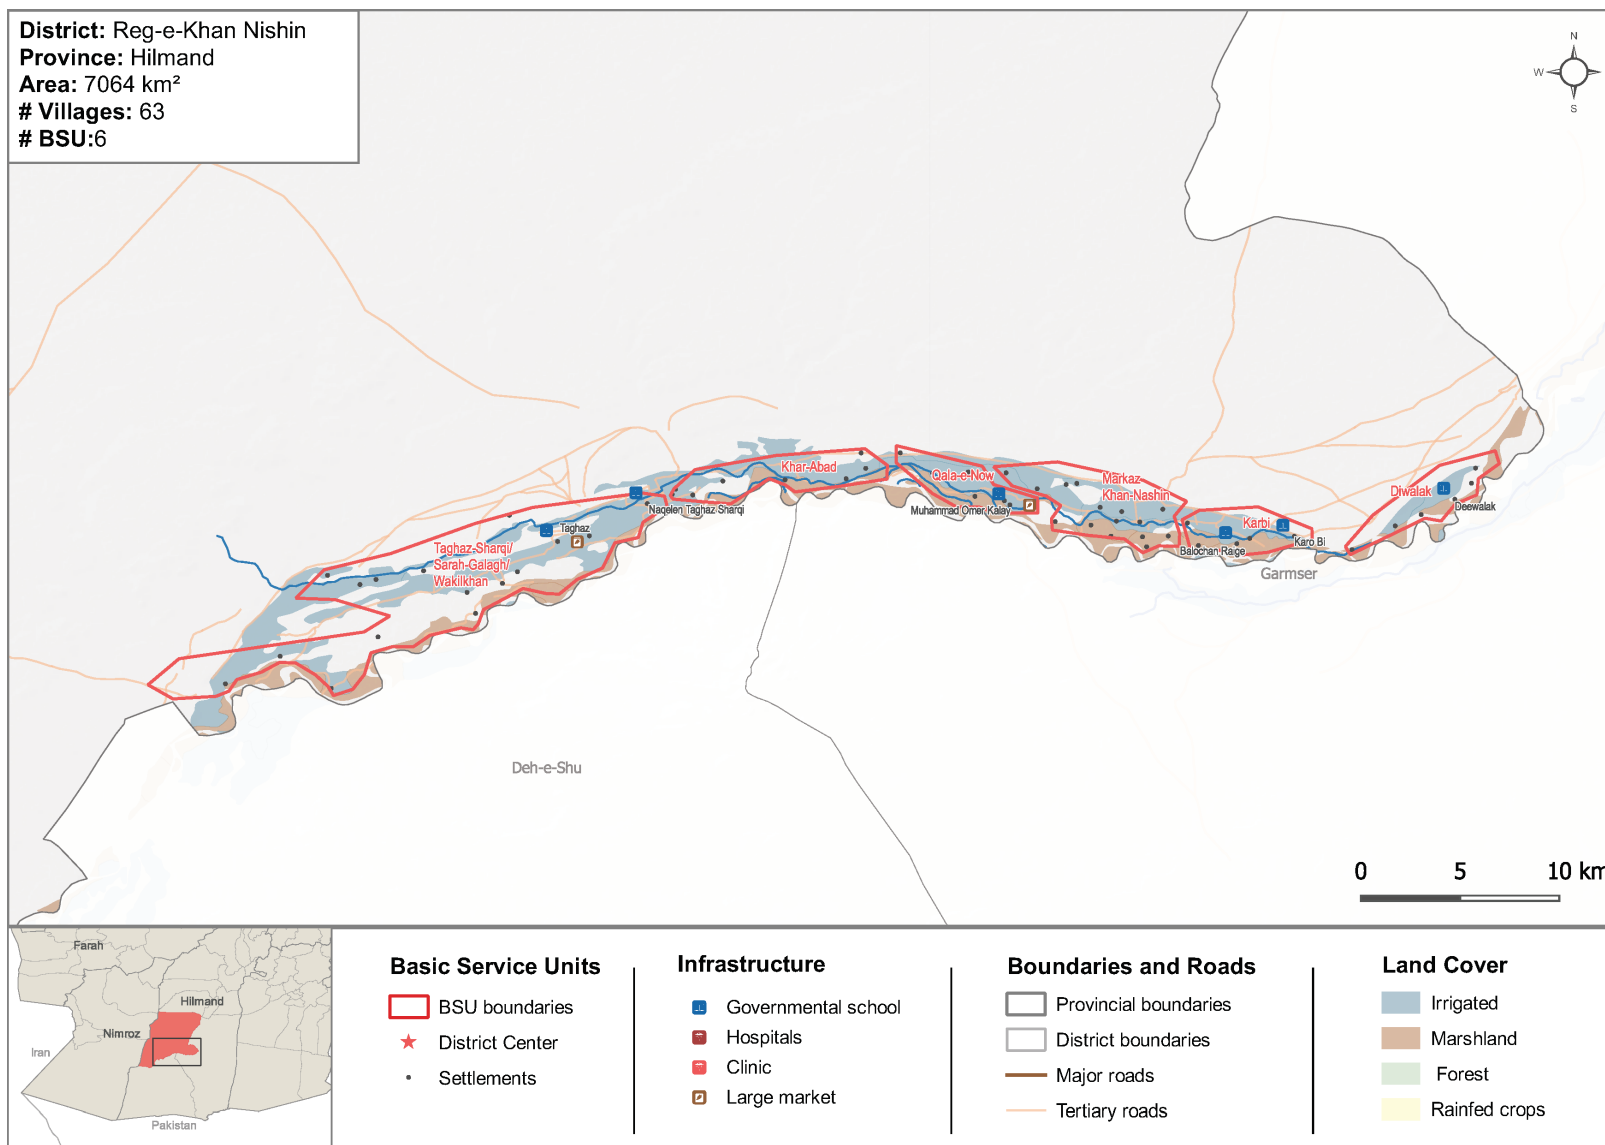 District: Reg-e-Khan Nishin
Province: Hilmand
Area: 7064 km²
# Villages: 63
# BSU:6
N
W
S
Khar-Abad
Qala-e-Now
Markaz
Khan-Nashin
Diwalak
Deewalak
Karbi
Karo Bi
Balochan Raige
Garmser
Muhammad Omer Kalay
Naqelen Taghaz Sharqi
Taghaz
Taghaz-Sharqi/
Sarah-Galagh/
Wakilkhan
Deh-e-Shu
0 5 10 km
Farah
Hilmand
Nimroz
Iran
Pakistan
Basic Service Units
BSU boundaries
District Center
Settlements
Infrastructure
Governmental school
Hospitals
Clinic
Large market
Boundaries and Roads
Provincial boundaries
District boundaries
Major roads
Tertiary roads
Land Cover
Irrigated
Marshland
Forest
Rainfed crops